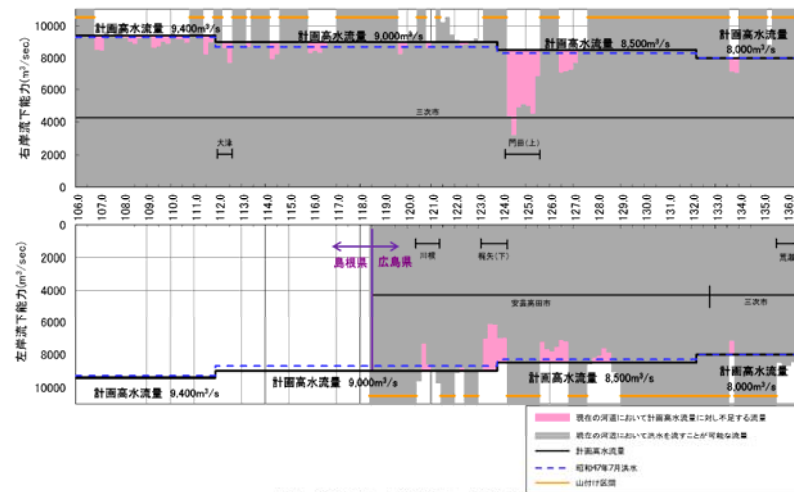 右岸流下能力(m³/sec)
10000
8000
6000
4000
2000
0
計画高水流量 9,400m³/s
計画高水流量 9,000m³/s
計画高水流量 8,500m³/s
計画高水流量
8,000m³/s
三次市
大津
門田(上)
106.0
107.0
108.0
109.0
110.0
111.0
112.0
113.0
114.0
115.0
116.0
117.0
118.0
119.0
120.0
121.0
122.0
123.0
124.0
125.0
126.0
127.0
128.0
129.0
130.0
131.0
132.0
133.0
134.0
135.0
136.0
左岸流下能力(m³/sec)
0
2000
4000
6000
8000
10000
島根県
広島県
川根
梶矢(下)
安芸高田市
三次市
計画高水流量 9,400m³/s
計画高水流量 9,000m³/s
計画高水流量 8,500m³/s
計画高水流量
8,000m³/s
現在の河道において計画高水流量に対し不足する流量
現在の河道において洪水を流すことが可能な流量
計画高水流量
昭和47年7月洪水
山付け区間